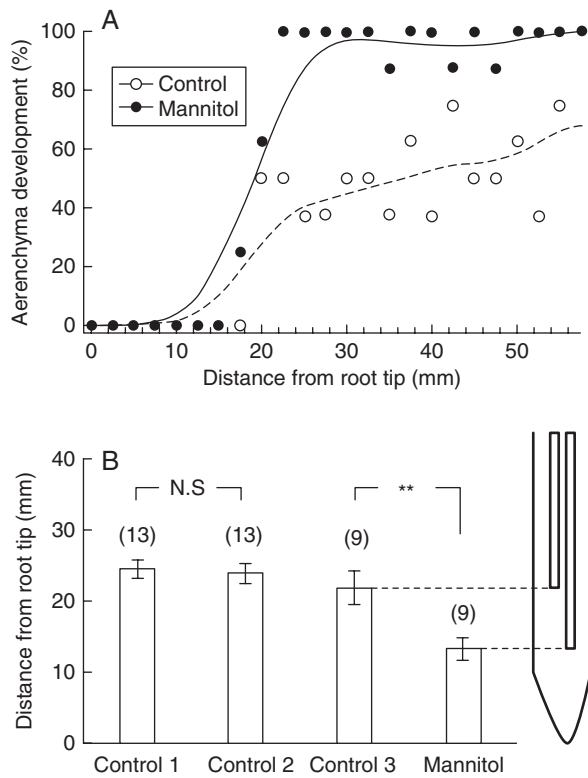 A
Aerenchyma development (%)
100
80
60
40
20
0
Control
Mannitol
0 10 20 30 40 50
Distance from root tip (mm)
B
Distance from root tip (mm)
40
30
20
10
0
N.S
**
(13) (13) (9) (9)
Control 1 Control 2 Control 3 Mannitol